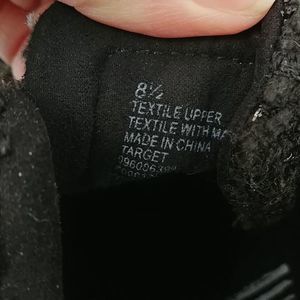 8½
TEXTILE UPPER
TEXTILE WITH
MADE IN CHINA
TARGET